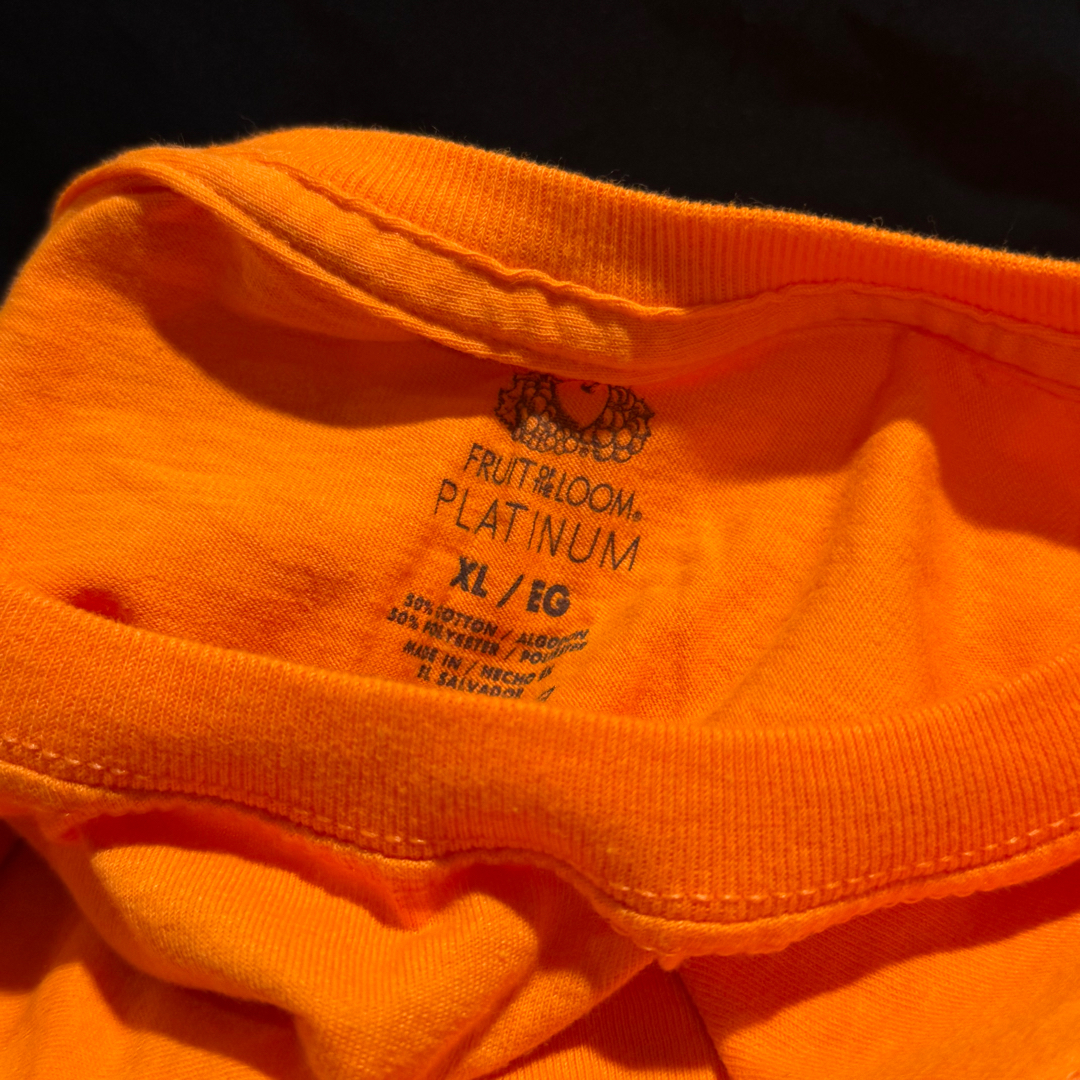 FRUIT OF THE LOOM®
PLATINUM
XL / EG
50% COTTON / ALGODÓN
50% POLYESTER / POLIÉSTER
MADE IN / HECHO EN
EL SALVADOR